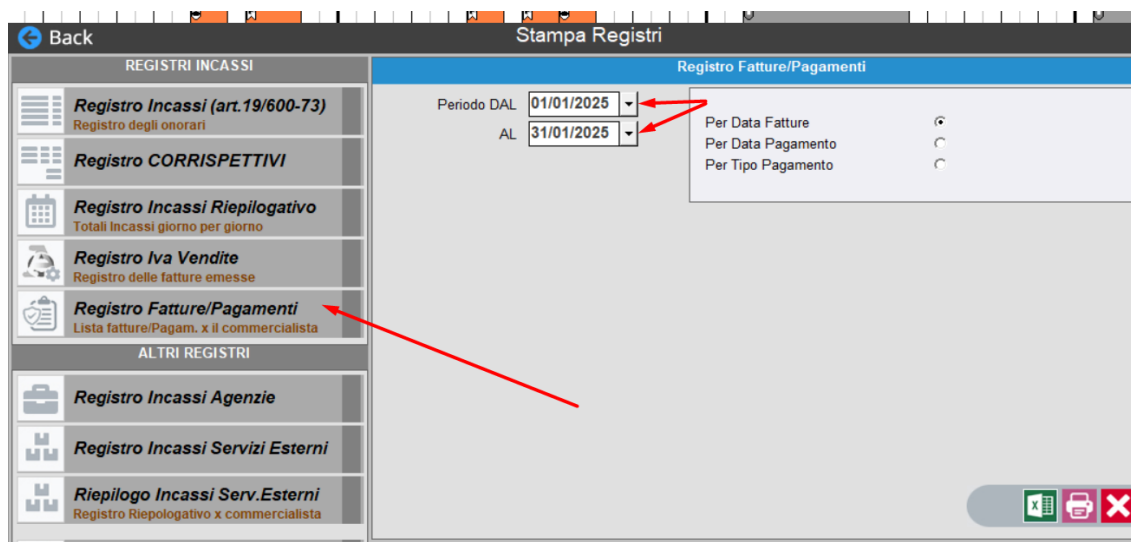 Back
Stampa Registri
REGISTRI INCASSI
Registro Incassi (art.19/600-73)
Registro degli onorari
Registro CORRISPETTIVI
Registro Incassi Riepilogativo
Totali Incassi giorno per giorno
Registro Iva Vendite
Registro delle fatture emesse
Registro Fatture/Pagamenti
Lista fatture/Pagam. x il commercialista
ALTRI REGISTRI
Registro Incassi Agenzie
Registro Incassi Servizi Esterni
Riepilogo Incassi Serv.Esterni
Registro Riepologativo x commercialista
Registro Fatture/Pagamenti
Periodo DAL 01/01/2025
AL 31/01/2025
Per Data Fatture
Per Data Pagamento
Per Tipo Pagamento